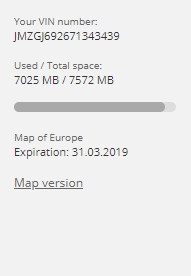 Your VIN number:
JMZGJ692671343439
Used / Total space:
7025 MB / 7572 MB
Map of Europe
Expiration: 31.03.2019
Map version